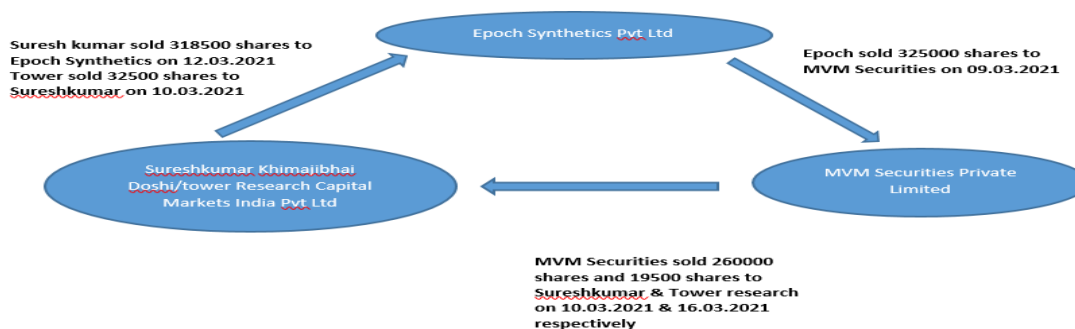 Epoch Synthetics Pvt Ltd
Suresh kumar sold 318500 shares to
Epoch Synthetics on 12.03.2021
Tower sold 32500 shares to
Sureshkumar on 10.03.2021
Epoch sold 325000 shares to
MVM Securities on 09.03.2021
Sureshkumar Khimajibhai
Doshi/tower Research Capital
Markets India Pvt Ltd
MVM Securities Private
Limited
MVM Securities sold 260000
shares and 19500 shares to
Sureshkumar & Tower research
on 10.03.2021 & 16.03.2021
respectively